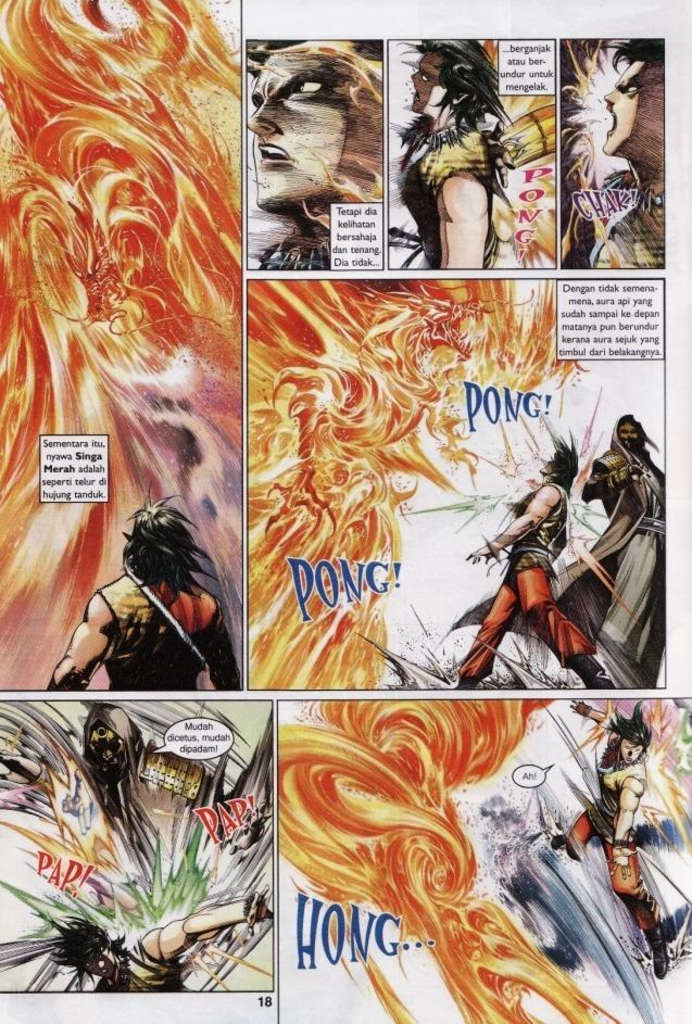 Sementara itu,
nyawa Singa
Merah adalah
seperti telur di
hujung tanduk.
Tetapi dia
kelihatan
bersahaja
dan tenang.
Dia tidak...
...berganjak
atau ber-
undur untuk
mengelak.
PONG!
CHAK!
Dengan tidak semena-
mena, aura api yang
sudah sampai ke depan
matanya pun berundur
kerana aura sejuk yang
timbul dari belakangnya.
PONG!
PONG!
Mudah
dicetus, mudah
dipadam!
PAP!
PAP!
Ah!
HONG...
18